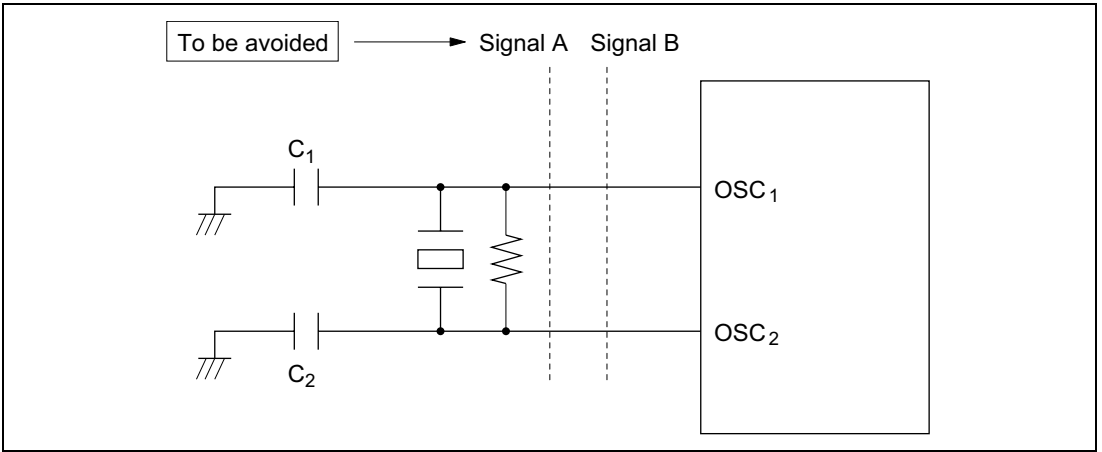 To be avoided Signal A Signal B
C1
OSC1
OSC2
C2